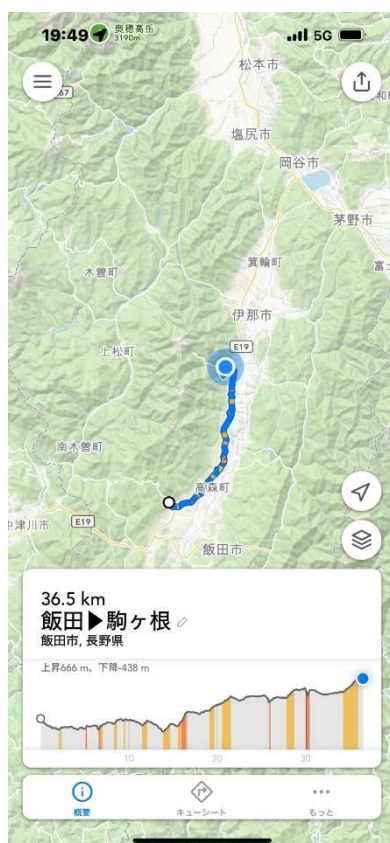 19:49
奥穂高岳
3190m
5G
松本市
67
塩尻市
岡谷市
茅野市
箕輪町
富士
木曽町
伊那市
E19
上松町
南木曽町
高森町
中津川市
E19
飯田市
36.5 km
飯田▶駒ヶ根
飯田市, 長野県
上昇666 m、下降-438 m
10
20
30
概要
キューシート
もっと